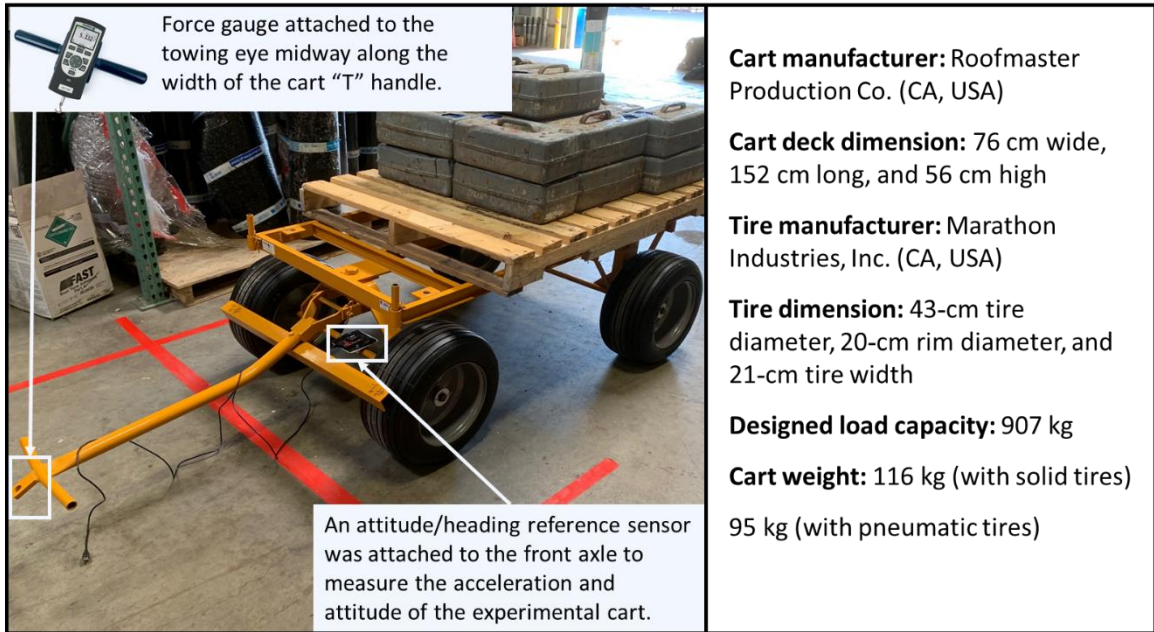 Force gauge attached to the
towing eye midway along the
width of the cart “T” handle.
FAST
An attitude/heading reference sensor
was attached to the front axle to
measure the acceleration and
attitude of the experimental cart.
Cart manufacturer: Roofmaster
Production Co. (CA, USA)
Cart deck dimension: 76 cm wide,
152 cm long, and 56 cm high
Tire manufacturer: Marathon
Industries, Inc. (CA, USA)
Tire dimension: 43-cm tire
diameter, 20-cm rim diameter, and
21-cm tire width
Designed load capacity: 907 kg
Cart weight: 116 kg (with solid tires)
95 kg (with pneumatic tires)